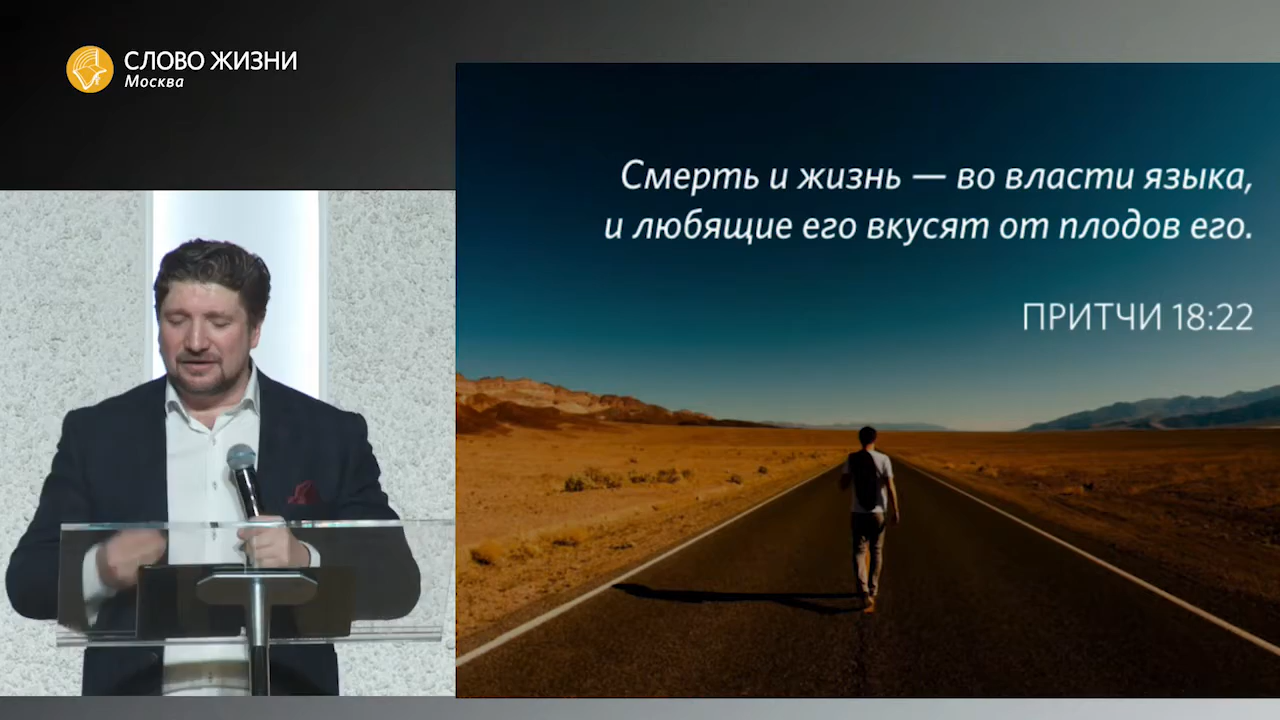 СЛОВО ЖИЗНИ
Москва
Смерть и жизнь — во власти языка,
и любящие его вкусят от плодов его.
ПРИТЧИ 18:22